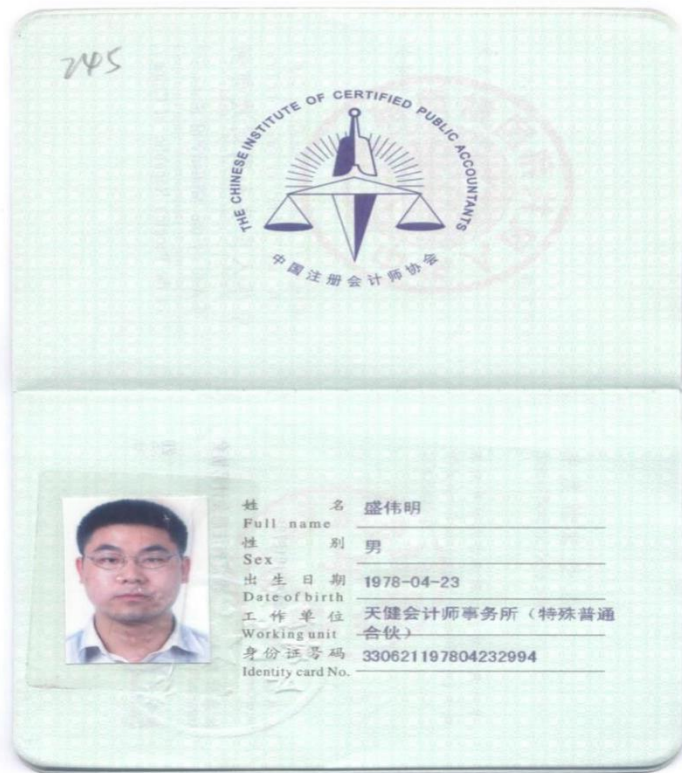 245
THE CHINESE INSTITUTE OF CERTIFIED PUBLIC ACCOUNTANTS
中国注册会计师协会
姓 名 盛伟明
Full name
性 别 男
Sex
出生日期 1978-04-23
Date of birth
工作单位 天健会计师事务所（特殊普通
Working unit 合伙）
身份证号码 330621197804232994
Identity card No.